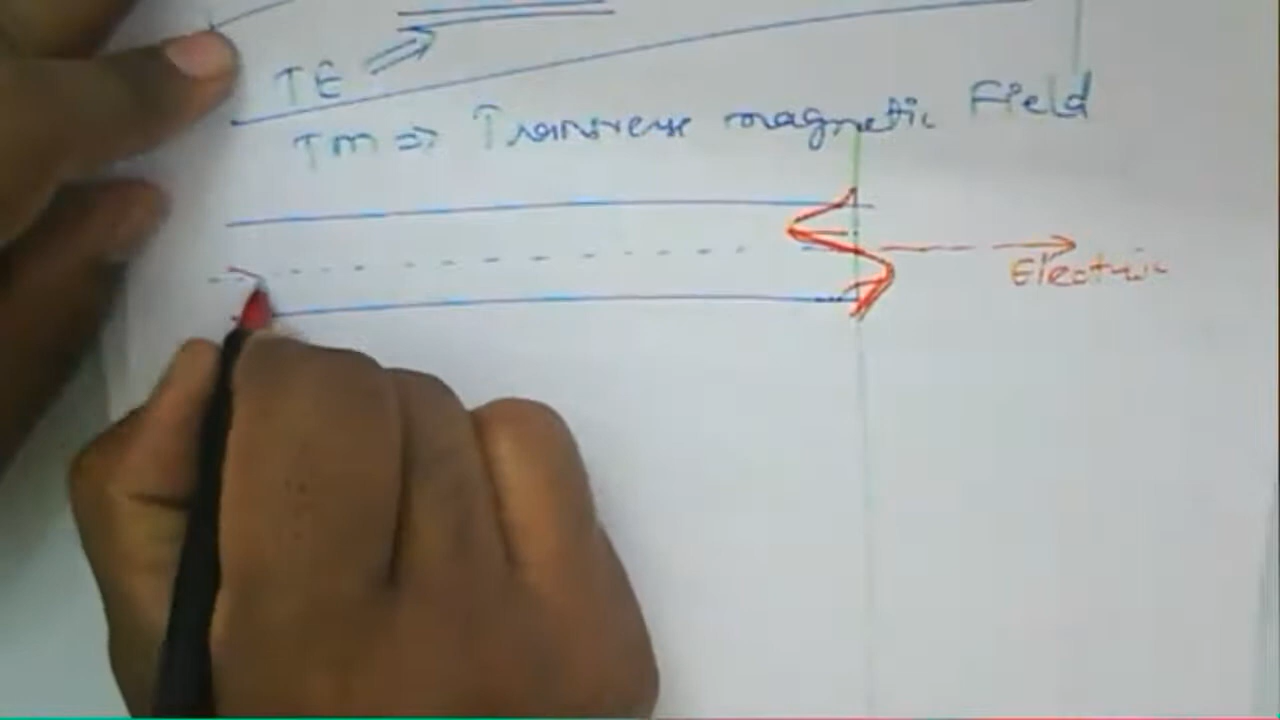 TE ⇒
TM ⇒ Transverse magnetic Field
Electric